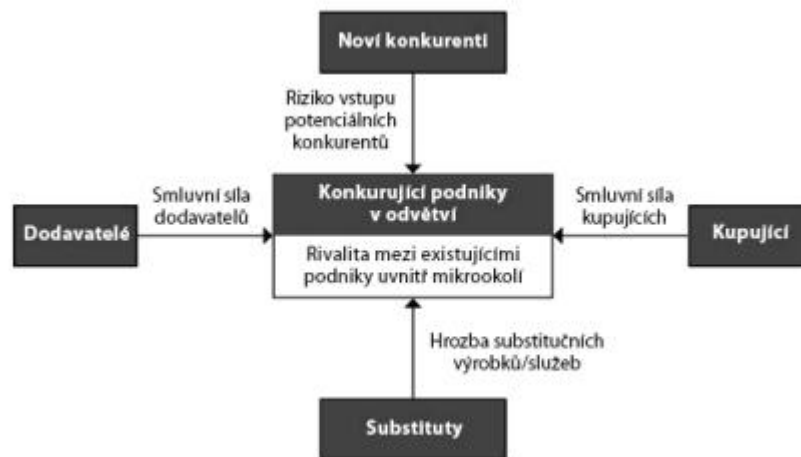 Noví konkurenti
Riziko vstupu
potenciálních
konkurentů
Smluvní síla
dodavatelů
Konkurující podniky
v odvětví
Smluvní síla
kupujících
Dodavatelé
Rivalita mezi existujícími
podniky uvnitř mikrookolí
Kupující
Hrozba substitučních
výrobků/služeb
Substituty